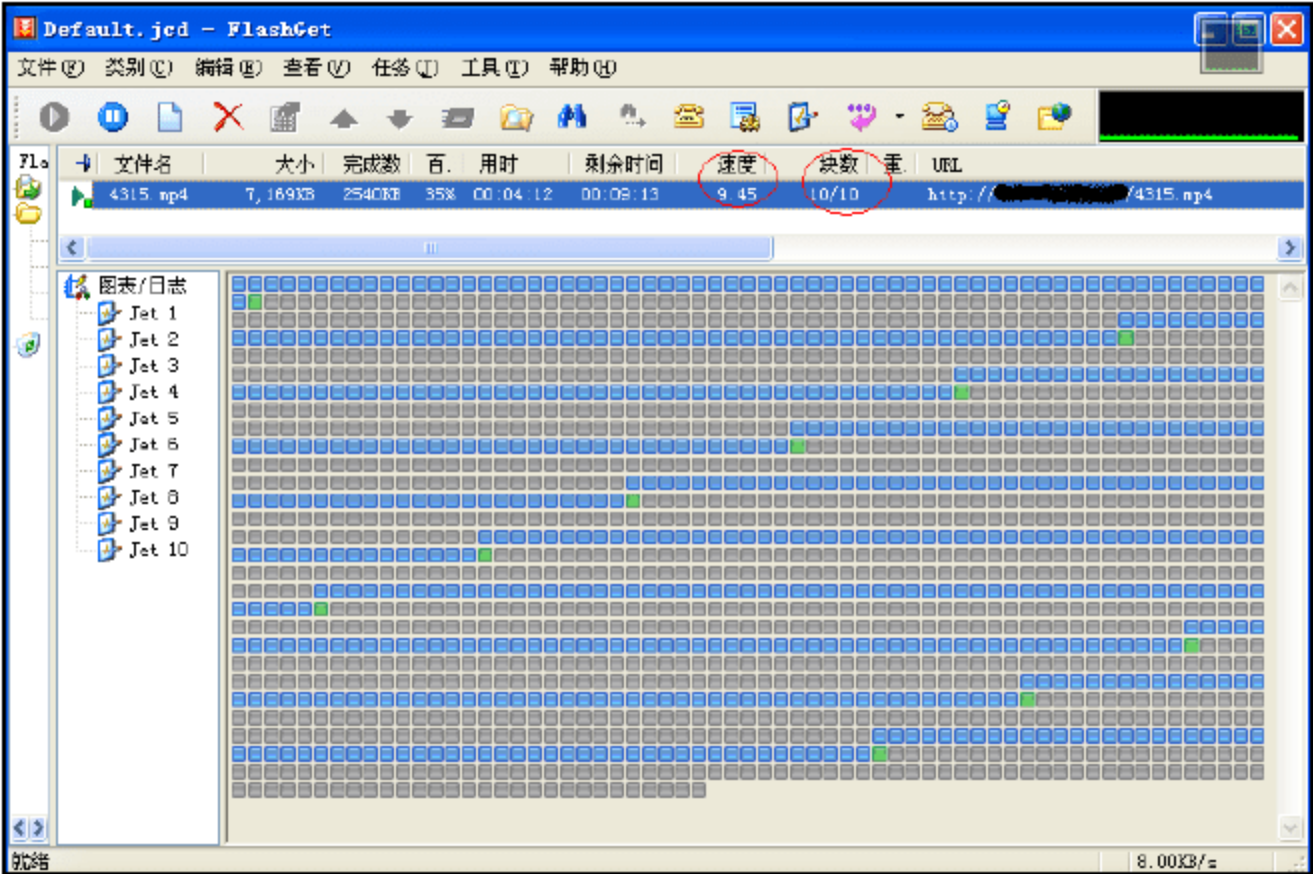 Default.jcd - FlashGet
文件(F) 类别(C) 编辑(E) 查看(V) 任务(J) 工具(T) 帮助(H)
Fla
文件名 大小 完成数 百. 用时 剩余时间 速度 块数 重. URL
4315.mp4 7,169KB 2540KB 35% 00:04:12 00:09:13 9.45 10/10 http:// /4315.mp4
图表/日志
Jet 1
Jet 2
Jet 3
Jet 4
Jet 5
Jet 6
Jet 7
Jet 8
Jet 9
Jet 10
就绪 8.00KB/s